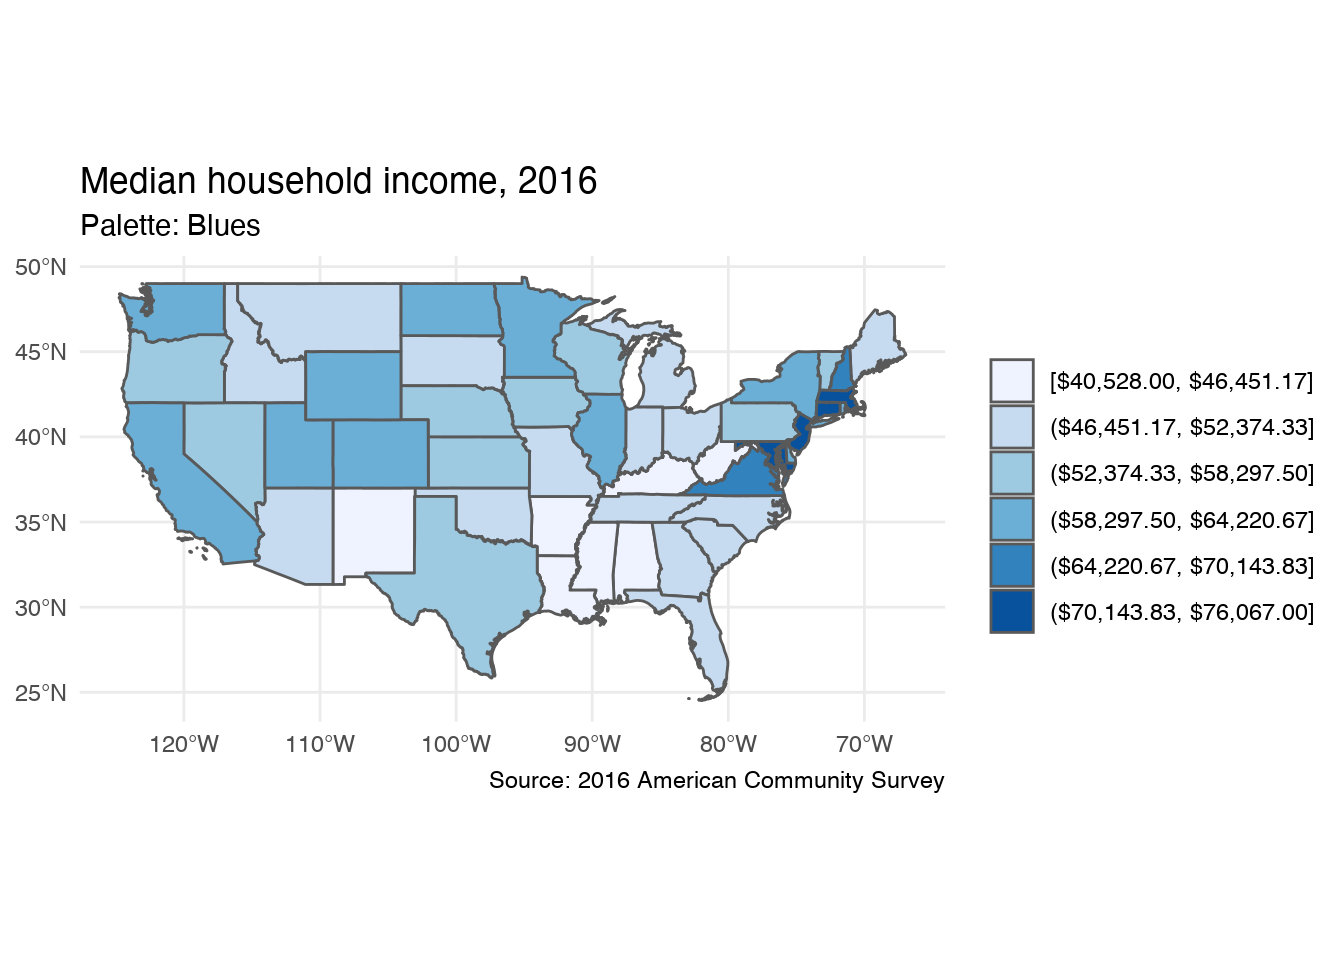 Median household income, 2016
Palette: Blues
50°N
45°N
40°N
35°N
30°N
25°N
120°W 110°W 100°W 90°W 80°W 70°W
Source: 2016 American Community Survey
[$40,528.00, $46,451.17]
($46,451.17, $52,374.33]
($52,374.33, $58,297.50]
($58,297.50, $64,220.67]
($64,220.67, $70,143.83]
($70,143.83, $76,067.00]